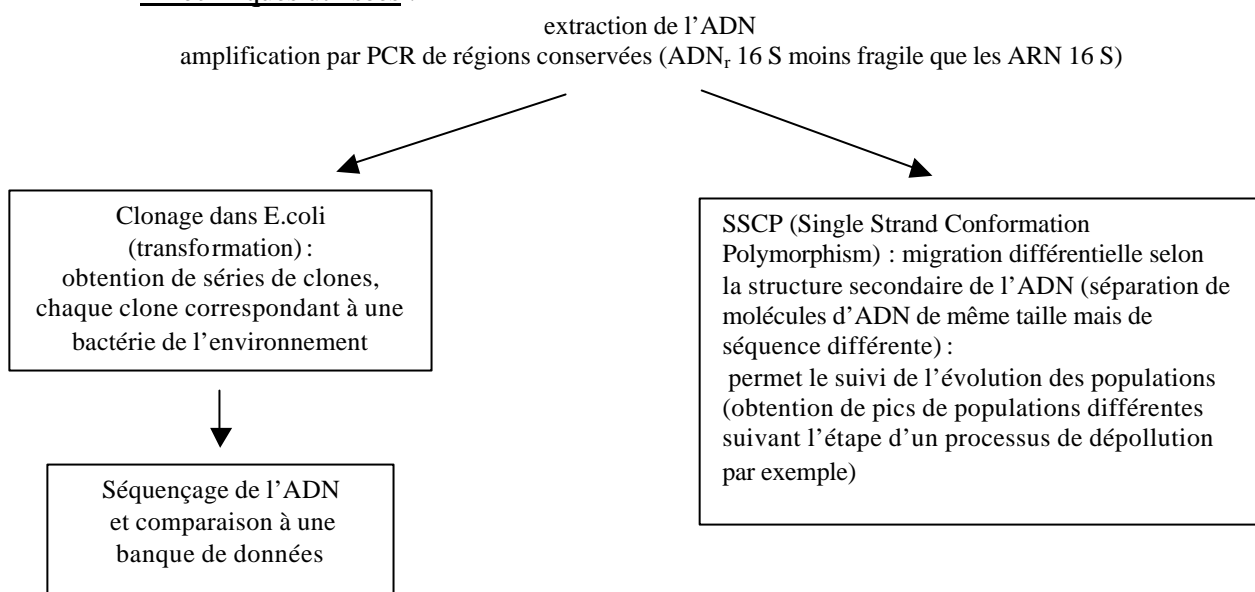 extraction de l'ADN
amplification par PCR de régions conservées (ADNr 16 S moins fragile que les ARN 16 S)
Clonage dans E.coli
(transformation) :
obtention de séries de clones,
chaque clone correspondant à une
bactérie de l'environnement
Séquençage de l'ADN
et comparaison à une
banque de données
SSCP (Single Strand Conformation
Polymorphism) : migration différentielle selon
la structure secondaire de l'ADN (séparation de
molécules d'ADN de même taille mais de
séquence différente) :
permet le suivi de l'évolution des populations
(obtention de pics de populations différentes
suivant l'étape d'un processus de dépollution
par exemple)